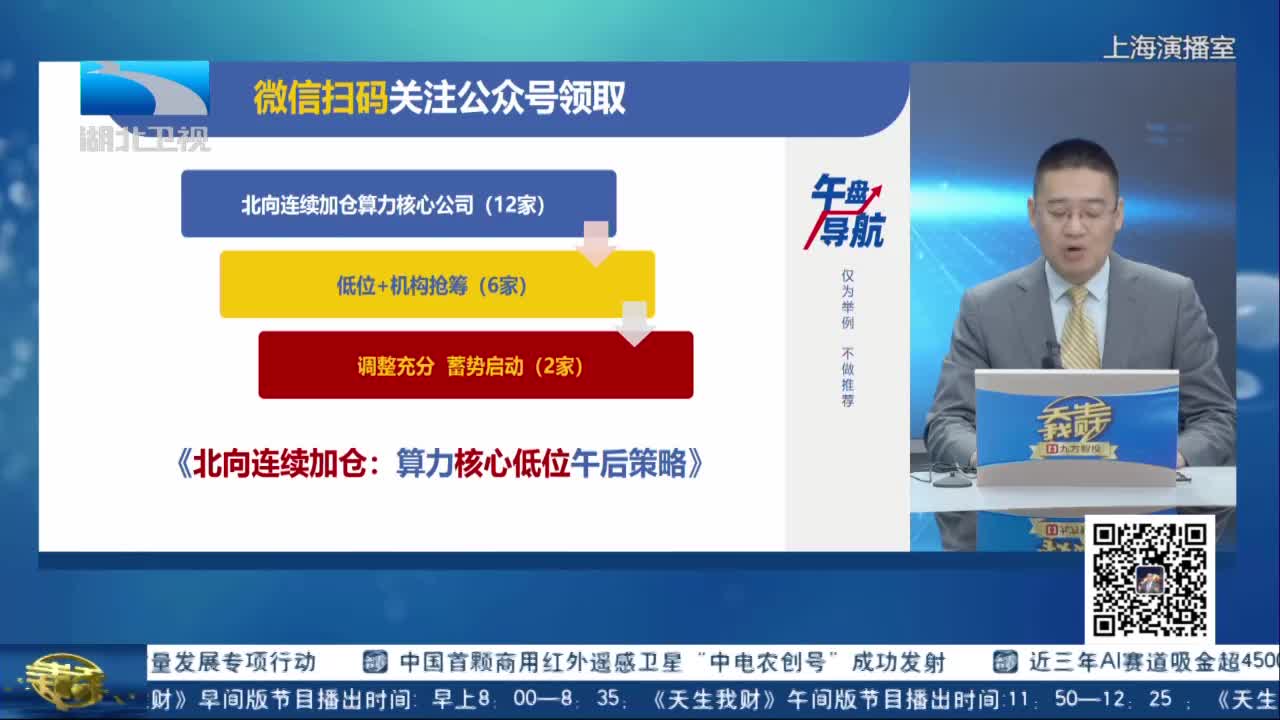 上海演播室
湖北卫视
微信扫码关注公众号领取
北向连续加仓算力核心公司（12家）
低位+机构抢筹（6家）
调整充分 蓄势启动（2家）
《北向连续加仓：算力核心低位午后策略》
午盘
导航
仅为举例 不做推荐
天生
我财
九方智投
量发展专项行动 中国首颗商用红外遥感卫星“中电农创号”成功发射 近三年AI赛道吸金超450
财》早间版节目播出时间：早上8：00—8：35；《天生我财》午间版节目播出时间:11：50—12：25；《天生